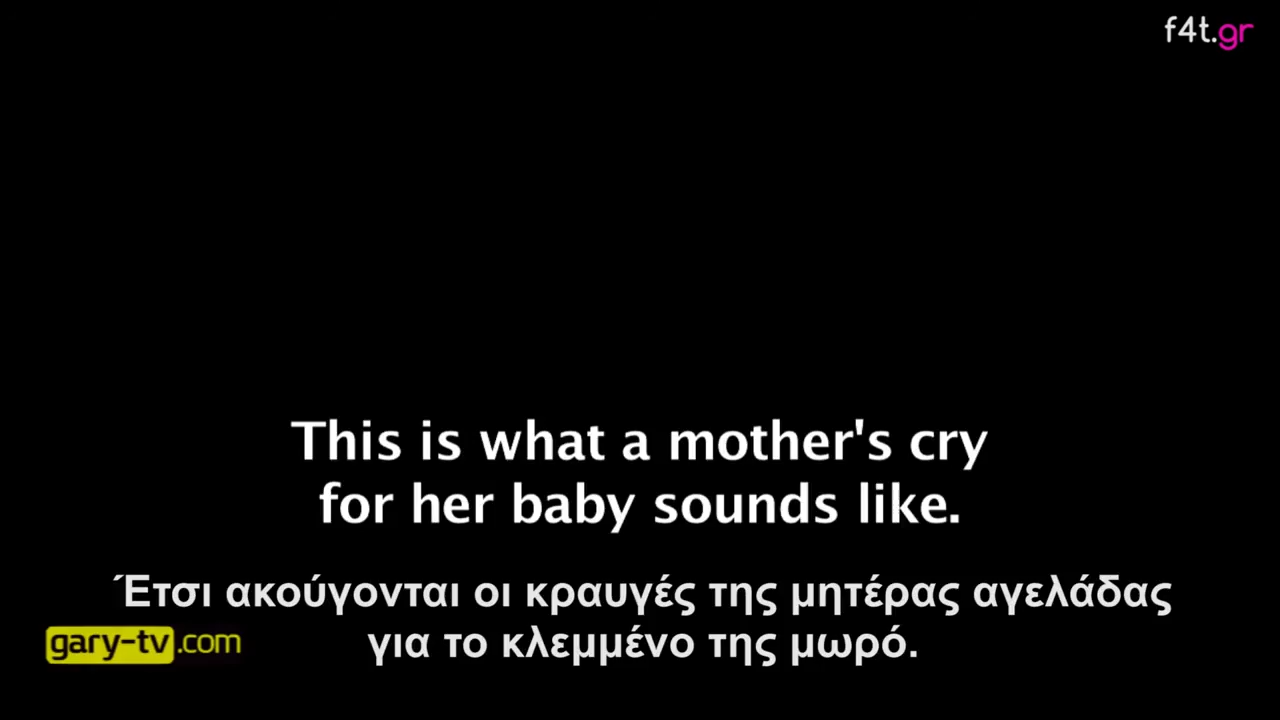 f4t.gr
This is what a mother's cry
for her baby sounds like.
Έτσι ακούγονται οι κραυγές της μητέρας αγελάδας
για το κλεμμένο της μωρό.
gary-tv.com